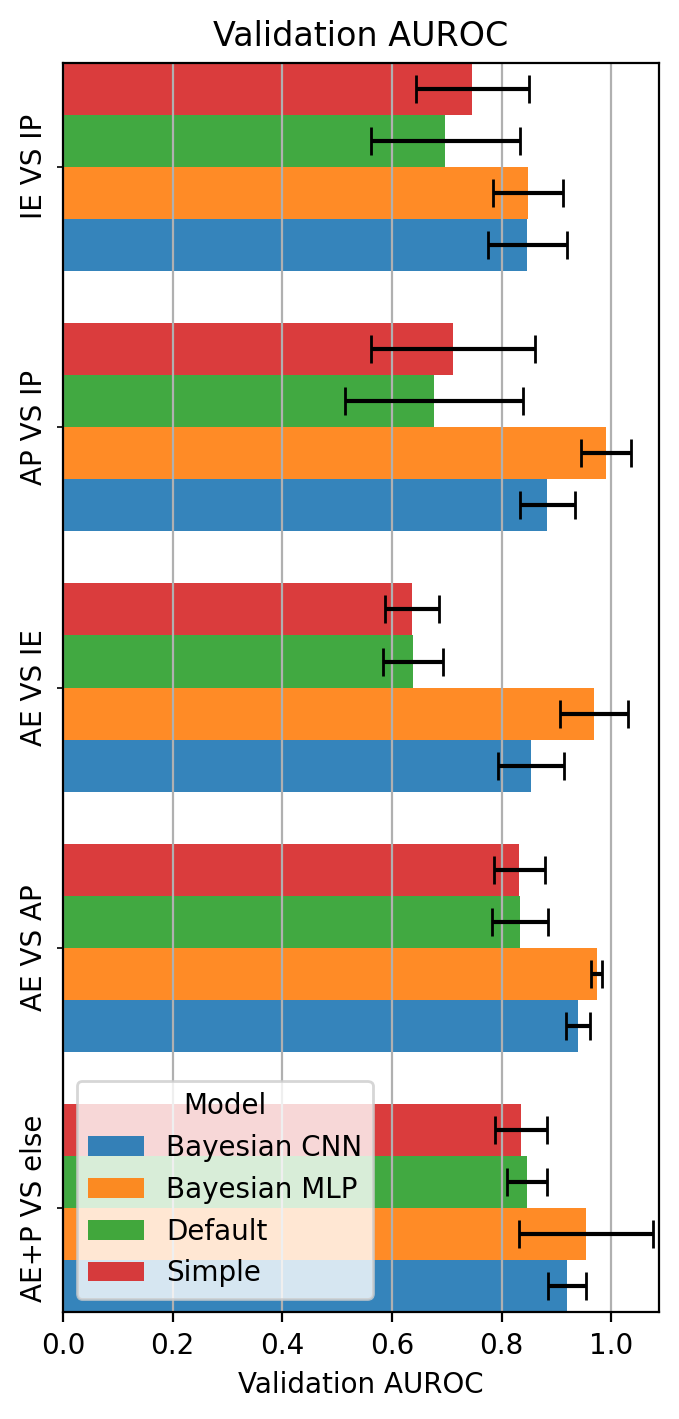 Validation AUROC
IE VS IP
AP VS IP
AE VS IE
AE VS AP
AE+P VS else
Model
Bayesian CNN
Bayesian MLP
Default
Simple
0.0 0.2 0.4 0.6 0.8 1.0
Validation AUROC